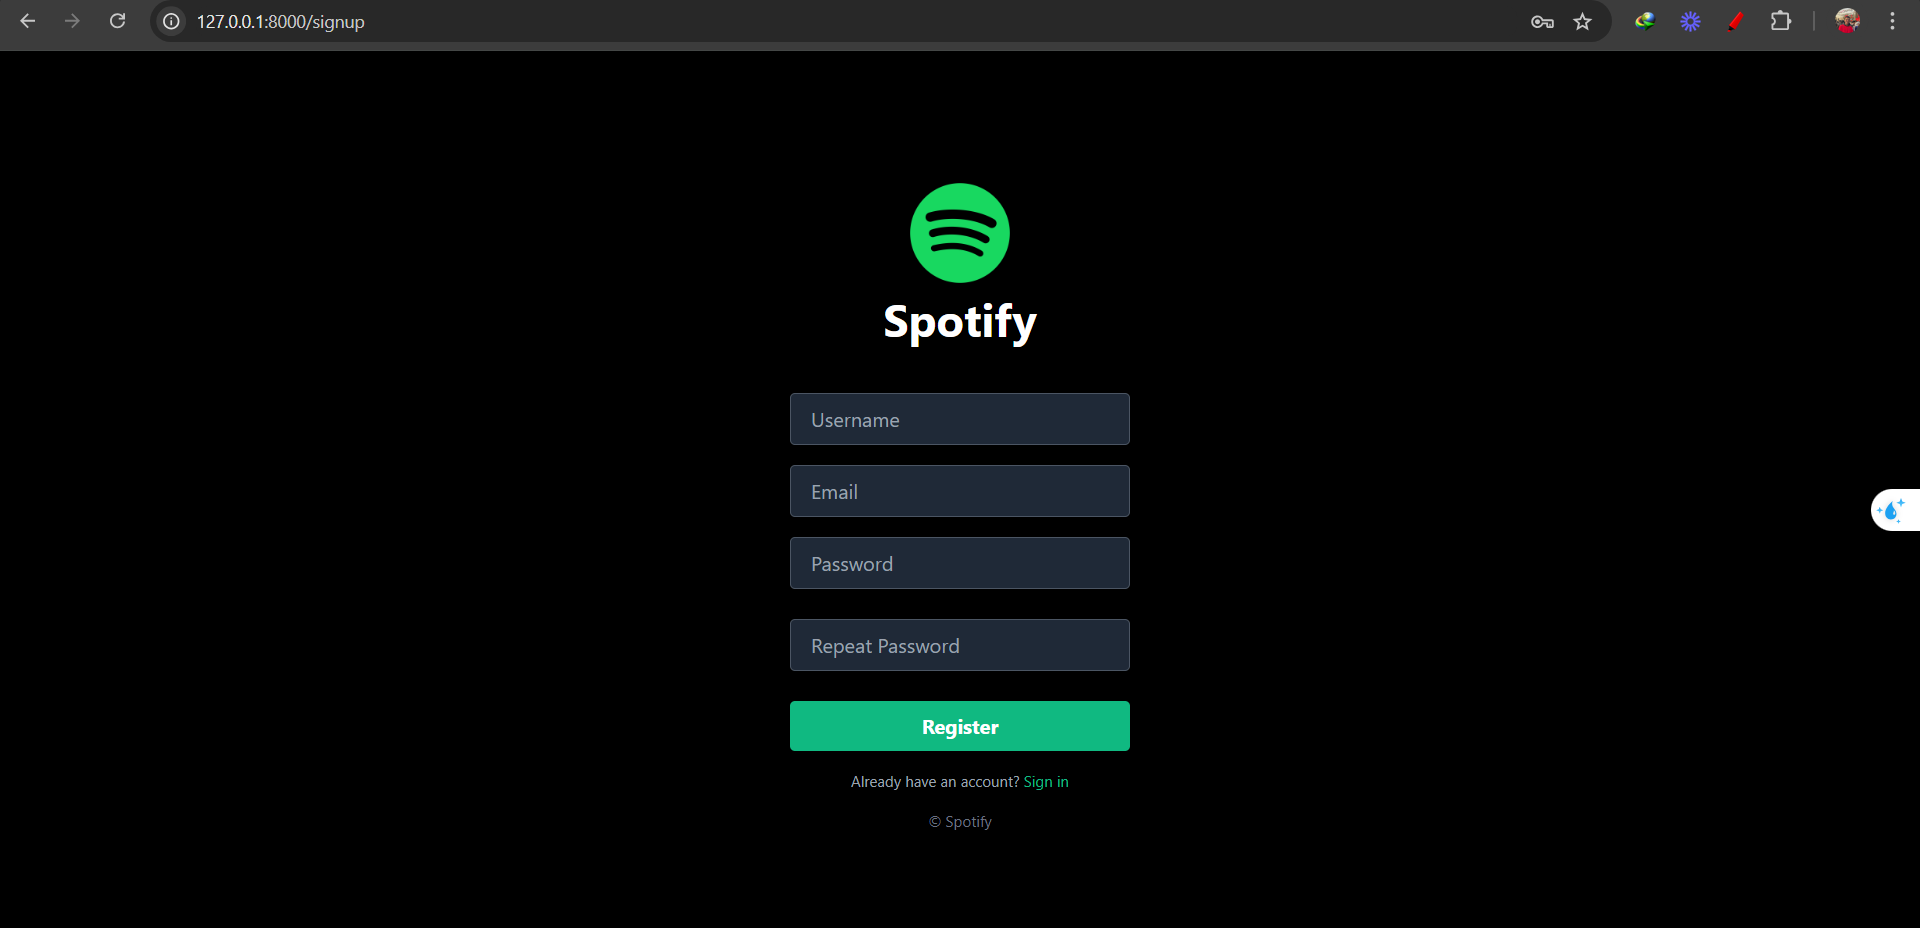 127.0.0.1:8000/signup
Spotify
Username
Email
Password
Repeat Password
Register
Already have an account? Sign in
© Spotify